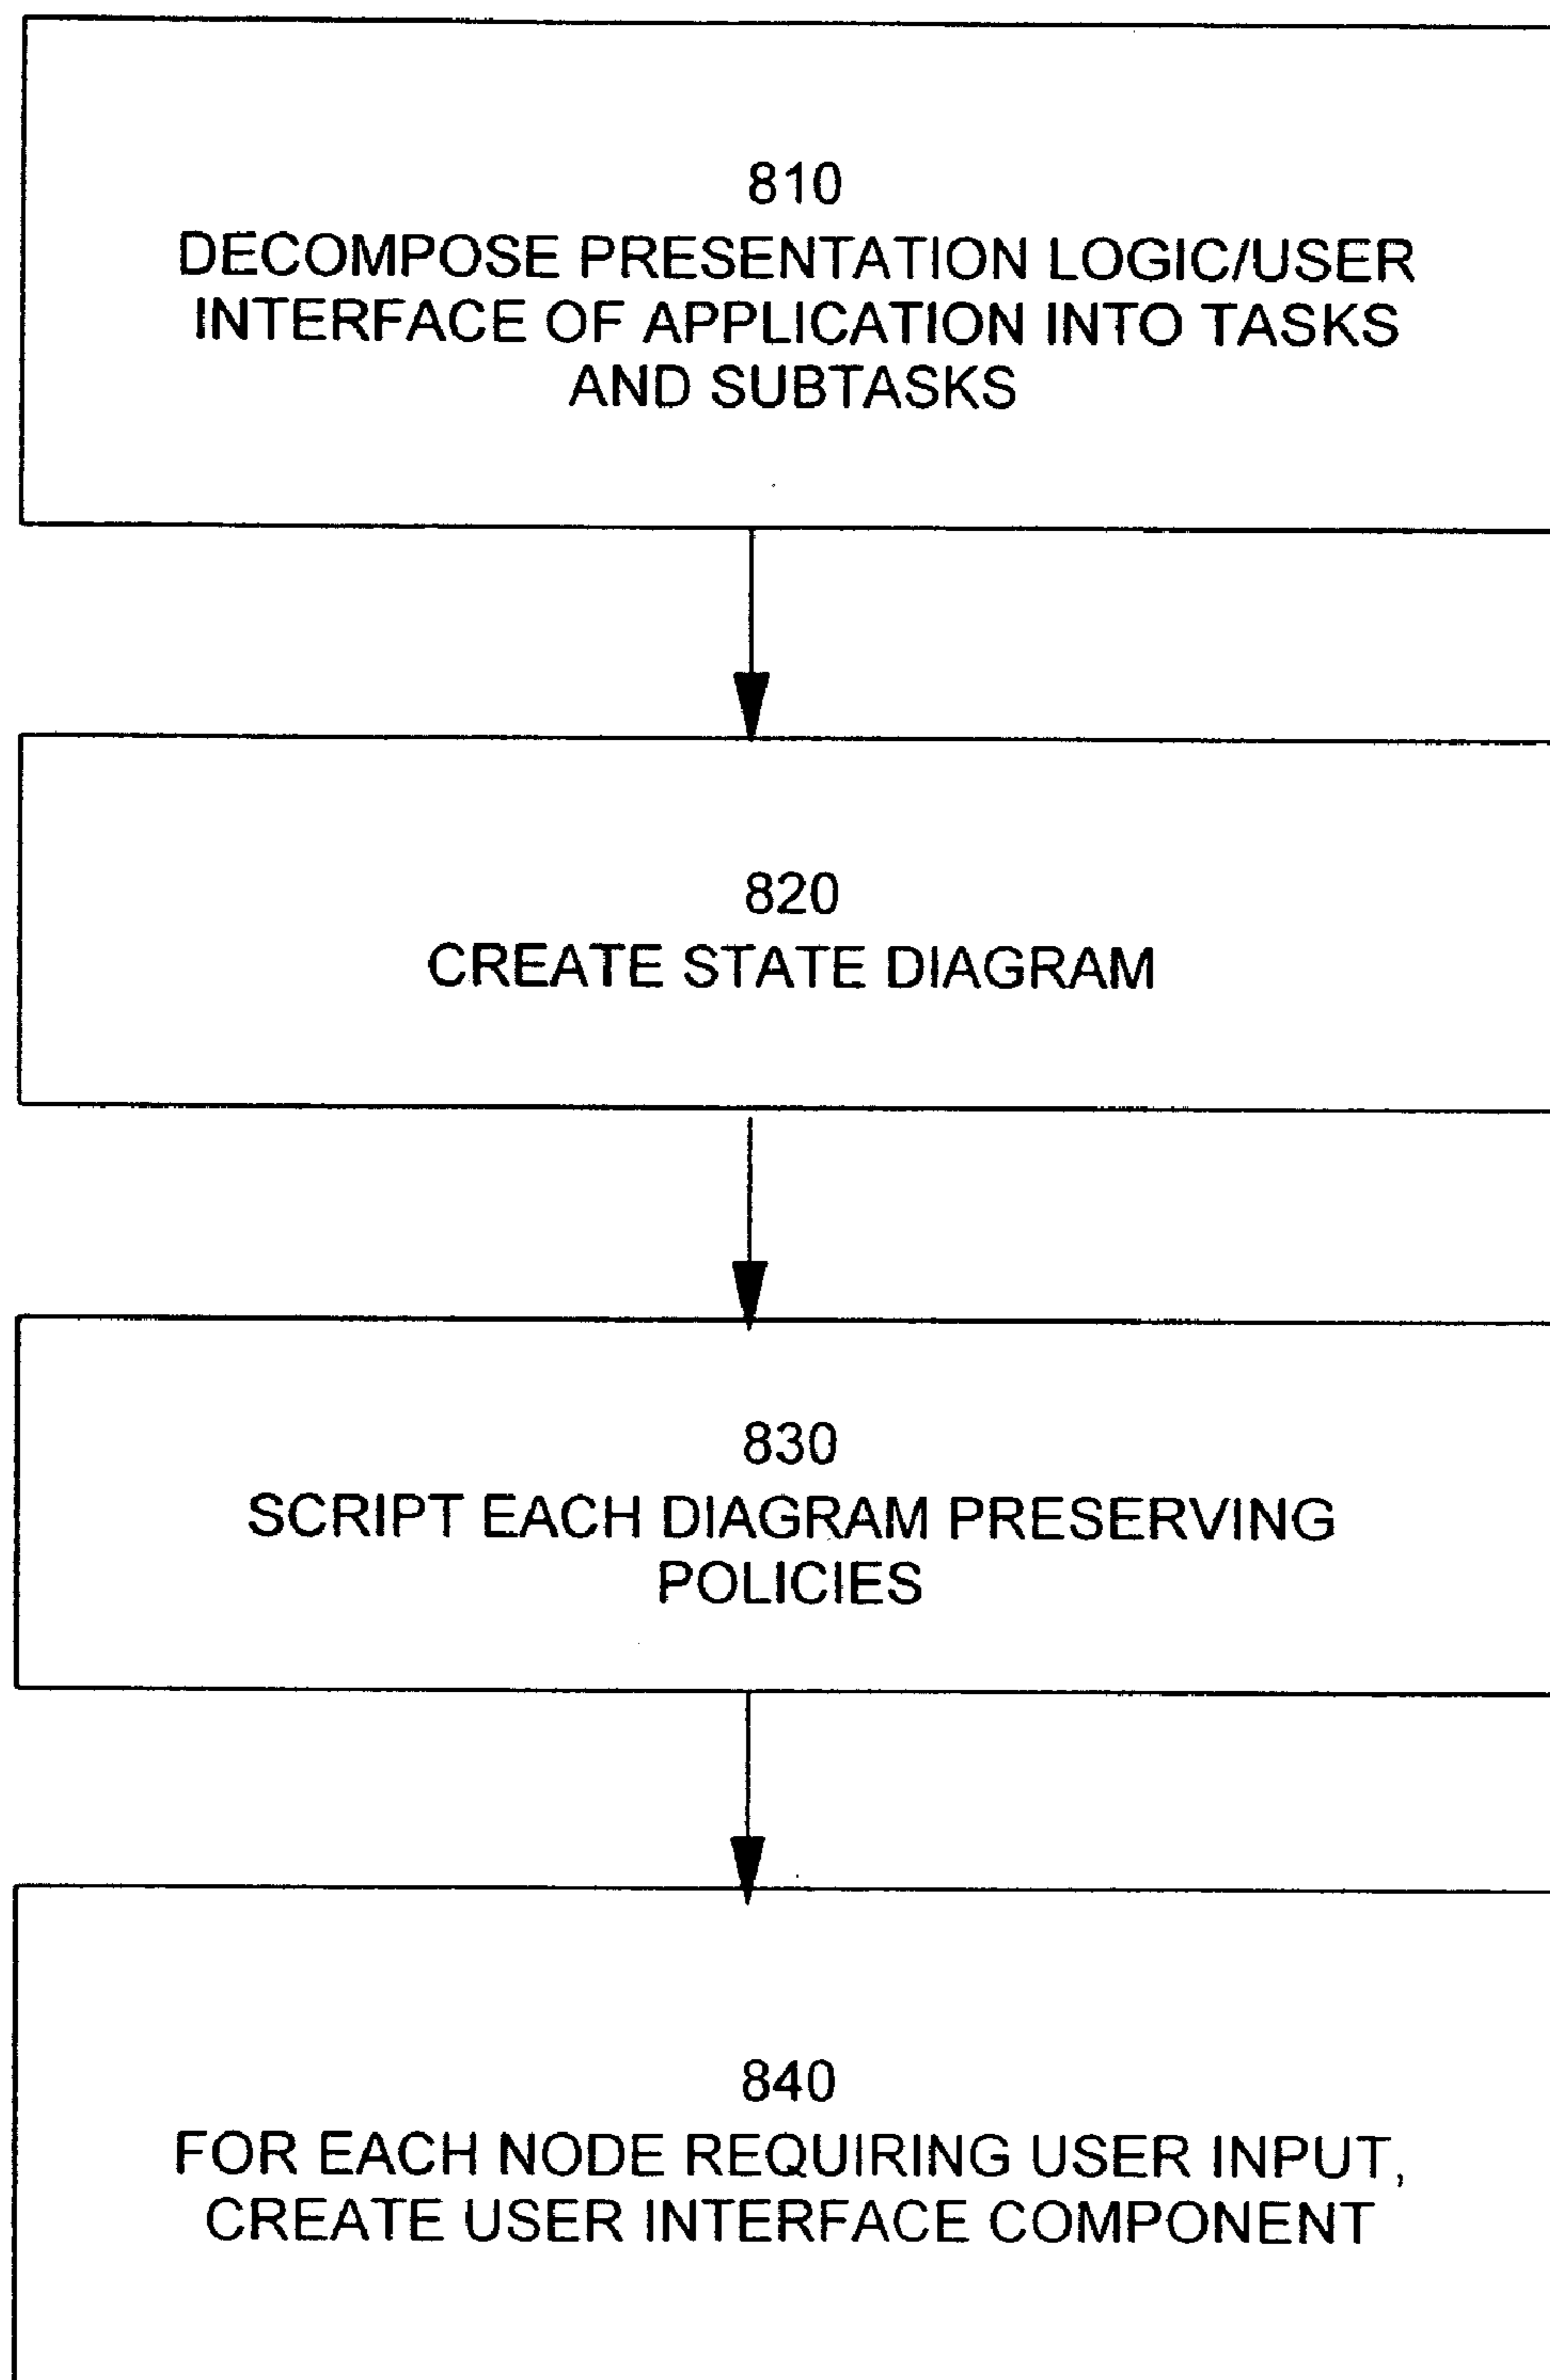 810
DECOMPOSE PRESENTATION LOGIC/USER
INTERFACE OF APPLICATION INTO TASKS
AND SUBTASKS
820
CREATE STATE DIAGRAM
830
SCRIPT EACH DIAGRAM PRESERVING
POLICIES
840
FOR EACH NODE REQUIRING USER INPUT,
CREATE USER INTERFACE COMPONENT